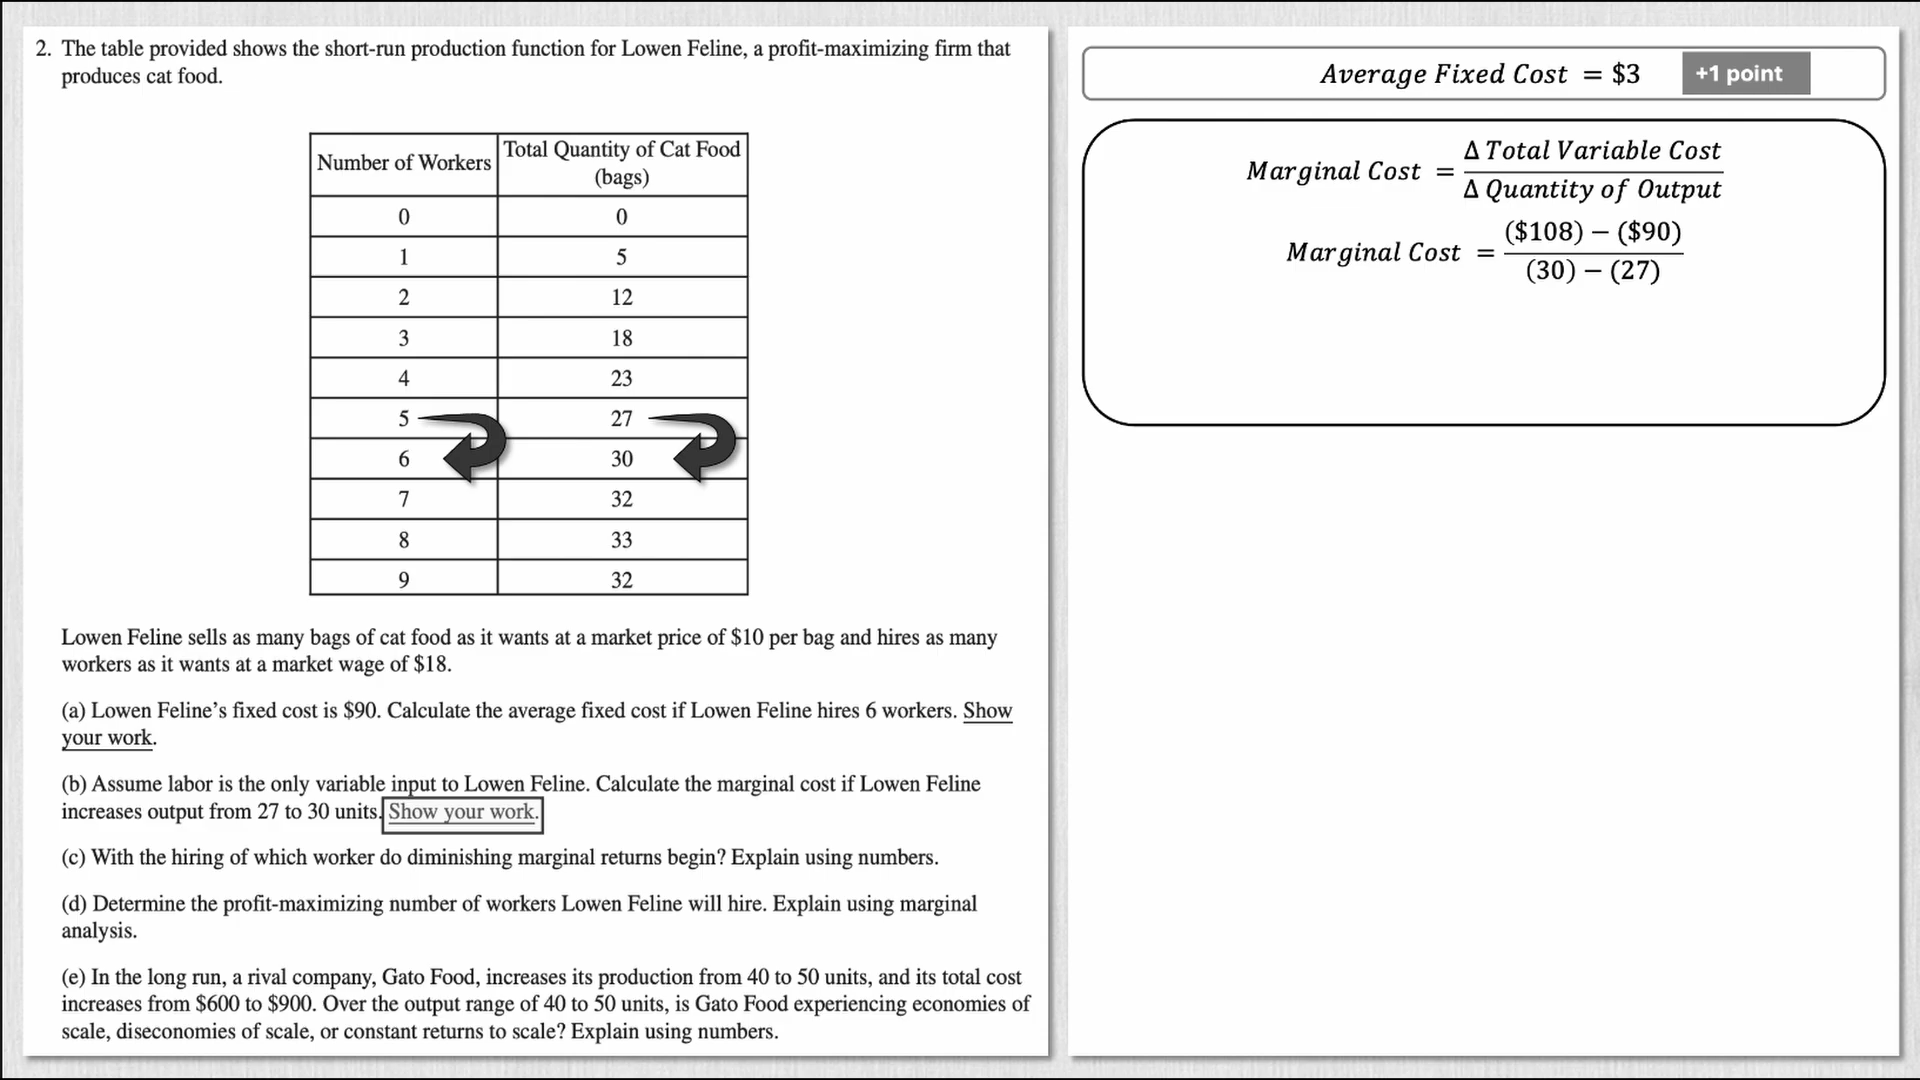 2. The table provided shows the short-run production function for Lowen Feline, a profit-maximizing firm that
produces cat food.
Number of Workers Total Quantity of Cat Food (bags)
0 0
1 5
2 12
3 18
4 23
5 27
6 30
7 32
8 33
9 32
Lowen Feline sells as many bags of cat food as it wants at a market price of $10 per bag and hires as many
workers as it wants at a market wage of $18.
(a) Lowen Feline’s fixed cost is $90. Calculate the average fixed cost if Lowen Feline hires 6 workers. Show
your work.
(b) Assume labor is the only variable input to Lowen Feline. Calculate the marginal cost if Lowen Feline
increases output from 27 to 30 units. Show your work.
(c) With the hiring of which worker do diminishing marginal returns begin? Explain using numbers.
(d) Determine the profit-maximizing number of workers Lowen Feline will hire. Explain using marginal
analysis.
(e) In the long run, a rival company, Gato Food, increases its production from 40 to 50 units, and its total cost
increases from $600 to $900. Over the output range of 40 to 50 units, is Gato Food experiencing economies of
scale, diseconomies of scale, or constant returns to scale? Explain using numbers.
Average Fixed Cost = $3 +1 point
Marginal Cost = Δ Total Variable Cost / Δ Quantity of Output
Marginal Cost = ($108) − ($90) / (30) − (27)